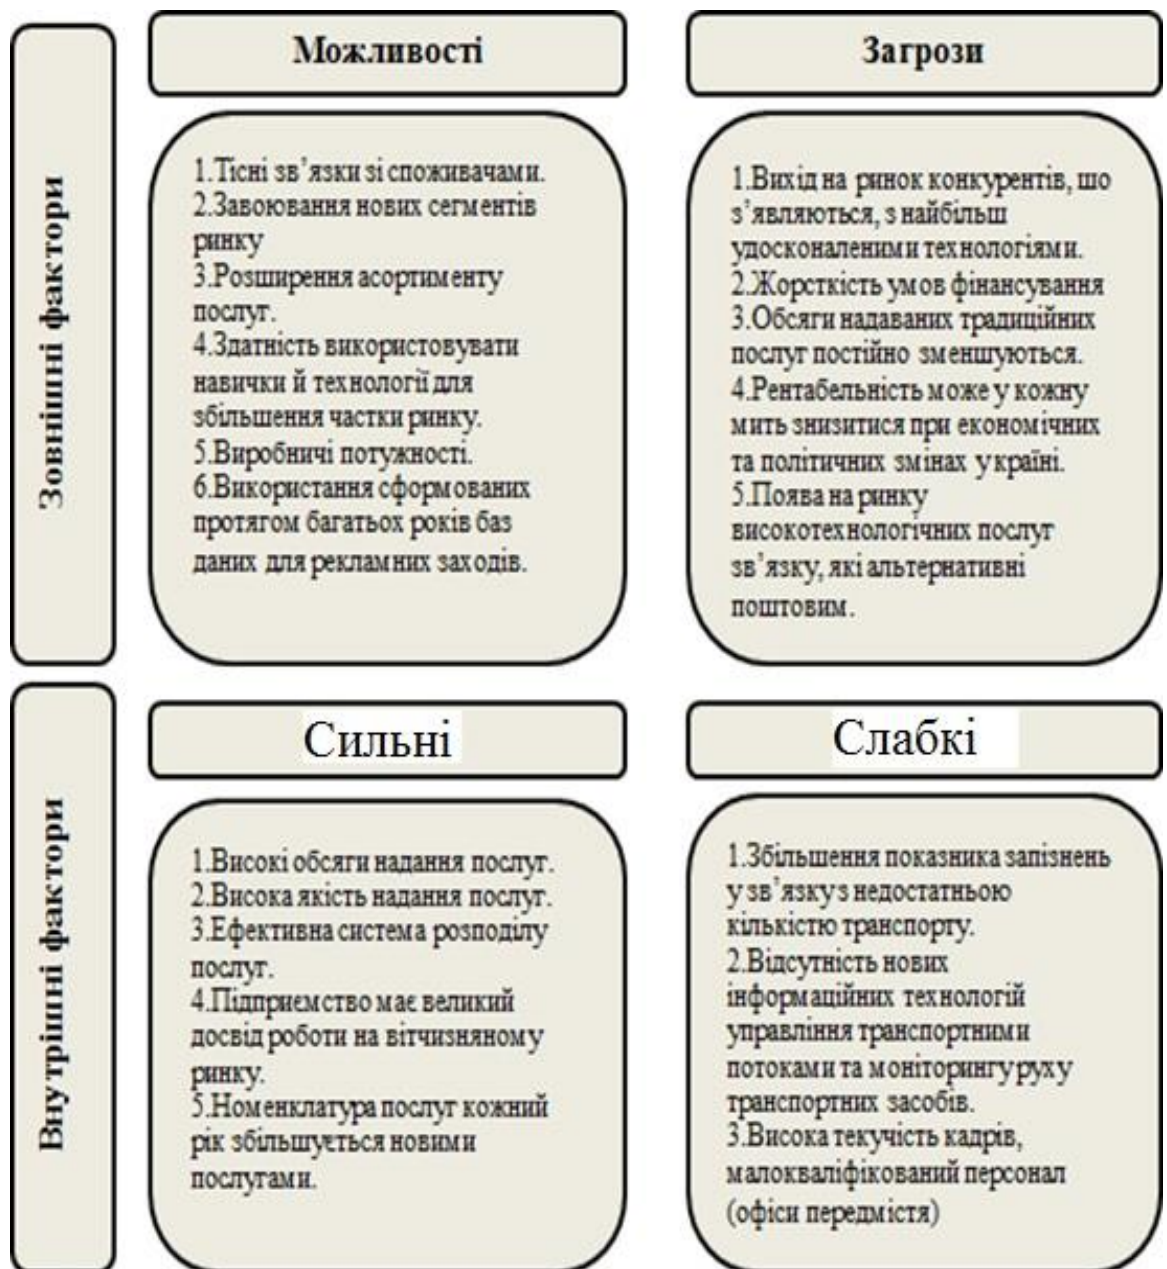 Зовнішні фактори
Можливості
1.Тісні зв’язки зі споживачами.
2.Завоювання нових сегментів
ринку
3.Розширення асортименту
послуг.
4.Здатність використовувати
навички й технології для
збільшення частки ринку.
5.Виробничі потужності.
6.Використання сформованих
протягом багатьох років баз
даних для рекламних заходів.
Загрози
1.Вихід на ринок конкурентів, шо
з’являються, з найбільш
удосконаленими технологіями.
2.Жорсткість умов фінансування
3.Обсяги надаваних традиційних
послуг постійно зменшуються.
4.Рентабельність може у кожну
мить знизитися при економічних
та політичних змінах у країні.
5.Поява на ринку
високотехнологічних послуг
зв’язку, які альтернативні
поштовим.
Внутрішні фактори
Сильні
1.Високі обсяги надання послуг.
2.Висока якість надання послуг.
3.Ефективна система розподілу
послуг.
4.Підприємство має великий
досвід роботи на вітчизняному
ринку.
5.Номенклатура послуг кожний
рік збільшується новими
послугами.
Слабкі
1.Збільшення показника запізнень
у зв’язку з недостатньою
кількістю транспорту.
2.Відсутність нових
інформаційних технологій
управління транспортними
потоками та моніторингу руху
транспортних засобів.
3.Висока текучість кадрів,
малокваліфікований персонал
(офіси передмістя)